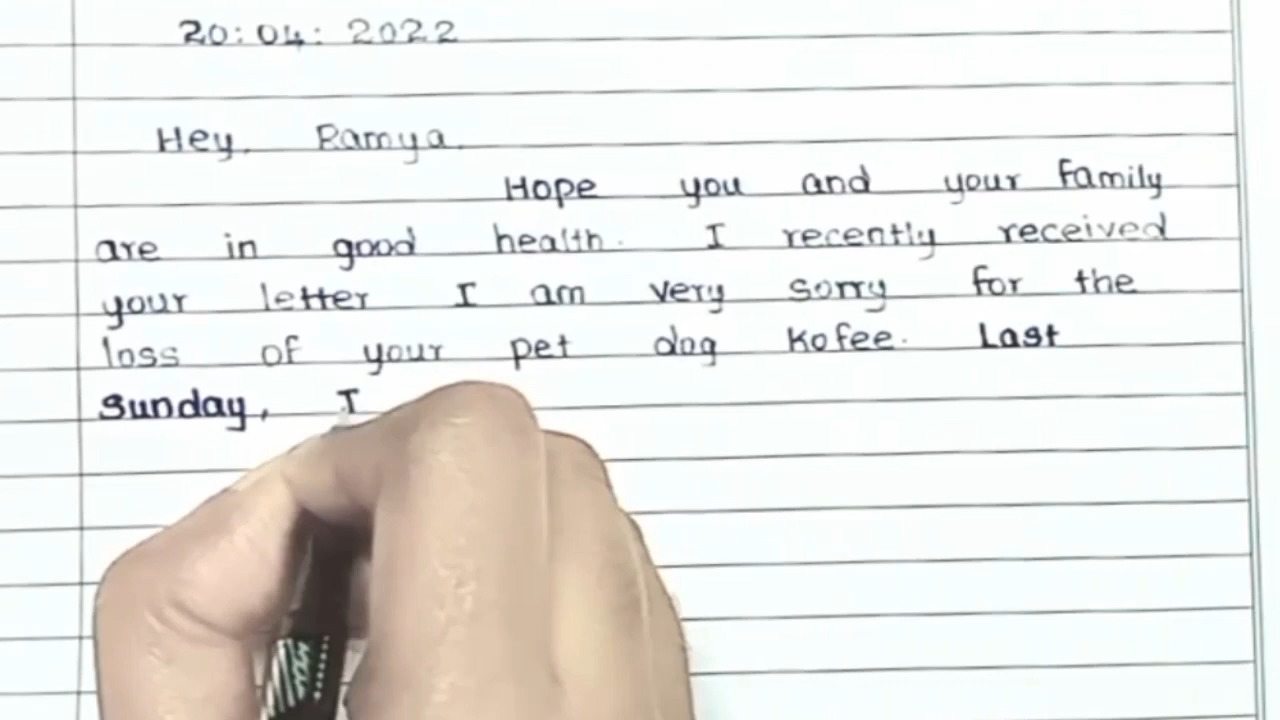 20:04: 2022
Hey, Ramya.
Hope you and your family
are in good health. I recently received
your letter I am very sorry for the
loss of your pet dog Kofee. Last
Sunday, I